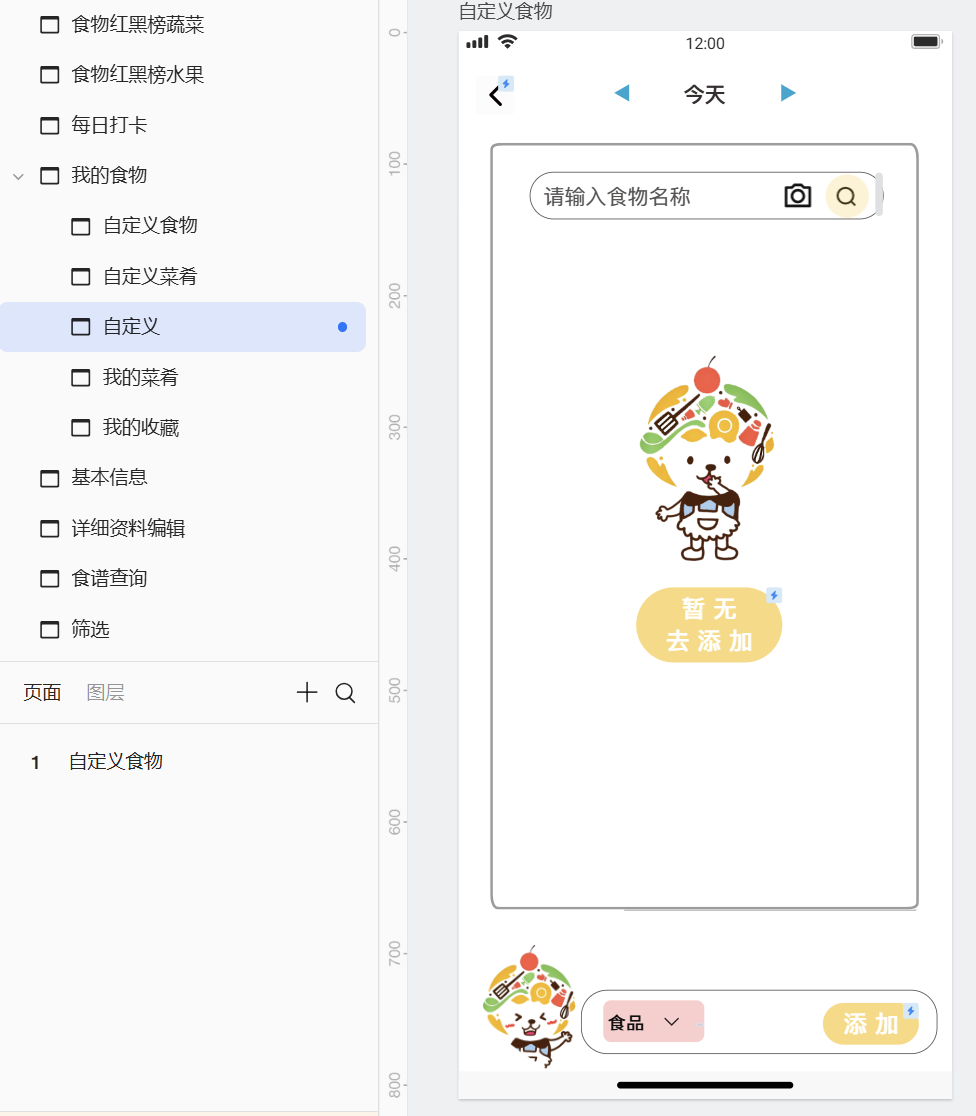 食物红黑榜蔬菜
食物红黑榜水果
每日打卡
我的食物
自定义食物
自定义菜肴
自定义
我的菜肴
我的收藏
基本信息
详细资料编辑
食谱查询
筛选
页面
图层
1
自定义食物
0
100
200
300
400
500
600
700
800
自定义食物
12:00
今天
请输入食物名称
暂 无
去 添 加
食品
添 加